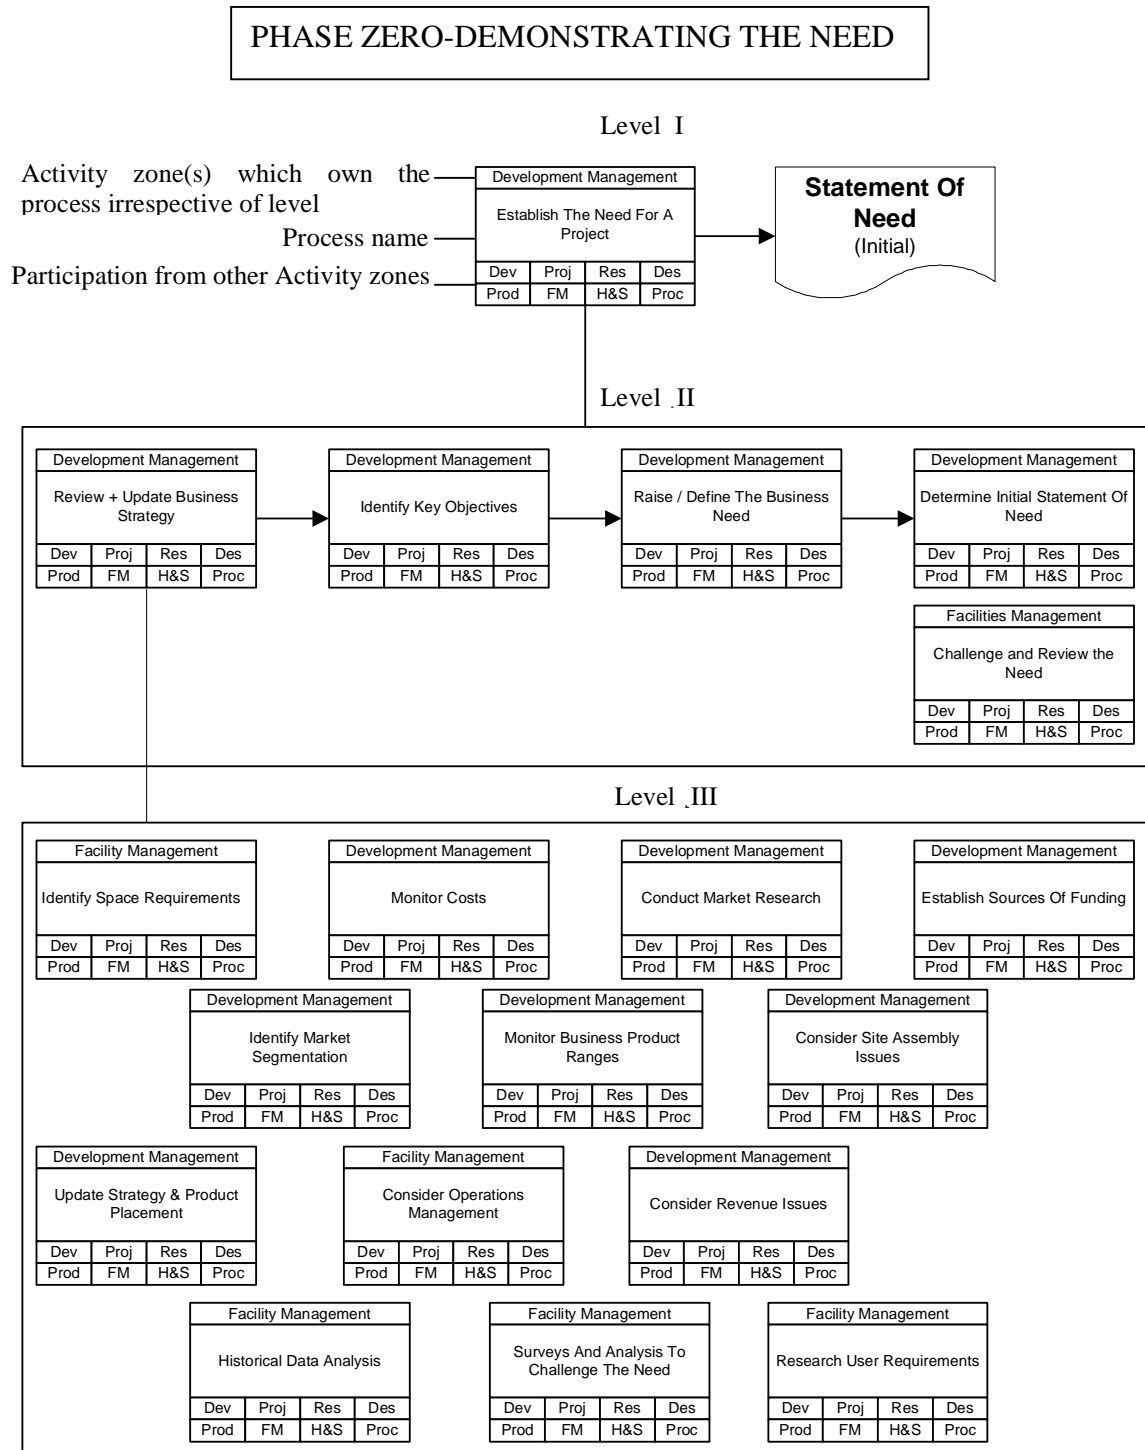 PHASE ZERO-DEMONSTRATING THE NEED
Level I
Activity zone(s) which own the
process irrespective of level
Process name
Participation from other Activity zones
Development Management
Establish The Need For A
Project
Dev Proj Res Des
Prod FM H&S Proc
Statement Of
Need
(Initial)
Level II
Development Management
Review + Update Business
Strategy
Dev Proj Res Des
Prod FM H&S Proc
Development Management
Identify Key Objectives
Dev Proj Res Des
Prod FM H&S Proc
Development Management
Raise / Define The Business
Need
Dev Proj Res Des
Prod FM H&S Proc
Development Management
Determine Initial Statement Of
Need
Dev Proj Res Des
Prod FM H&S Proc
Facilities Management
Challenge and Review the
Need
Dev Proj Res Des
Prod FM H&S Proc
Level III
Facility Management
Identify Space Requirements
Dev Proj Res Des
Prod FM H&S Proc
Development Management
Monitor Costs
Dev Proj Res Des
Prod FM H&S Proc
Development Management
Conduct Market Research
Dev Proj Res Des
Prod FM H&S Proc
Development Management
Establish Sources Of Funding
Dev Proj Res Des
Prod FM H&S Proc
Development Management
Identify Market
Segmentation
Dev Proj Res Des
Prod FM H&S Proc
Development Management
Monitor Business Product
Ranges
Dev Proj Res Des
Prod FM H&S Proc
Development Management
Consider Site Assembly
Issues
Dev Proj Res Des
Prod FM H&S Proc
Development Management
Update Strategy & Product
Placement
Dev Proj Res Des
Prod FM H&S Proc
Facility Management
Consider Operations
Management
Dev Proj Res Des
Prod FM H&S Proc
Development Management
Consider Revenue Issues
Dev Proj Res Des
Prod FM H&S Proc
Facility Management
Historical Data Analysis
Dev Proj Res Des
Prod FM H&S Proc
Facility Management
Surveys And Analysis To
Challenge The Need
Dev Proj Res Des
Prod FM H&S Proc
Facility Management
Research User Requirements
Dev Proj Res Des
Prod FM H&S Proc